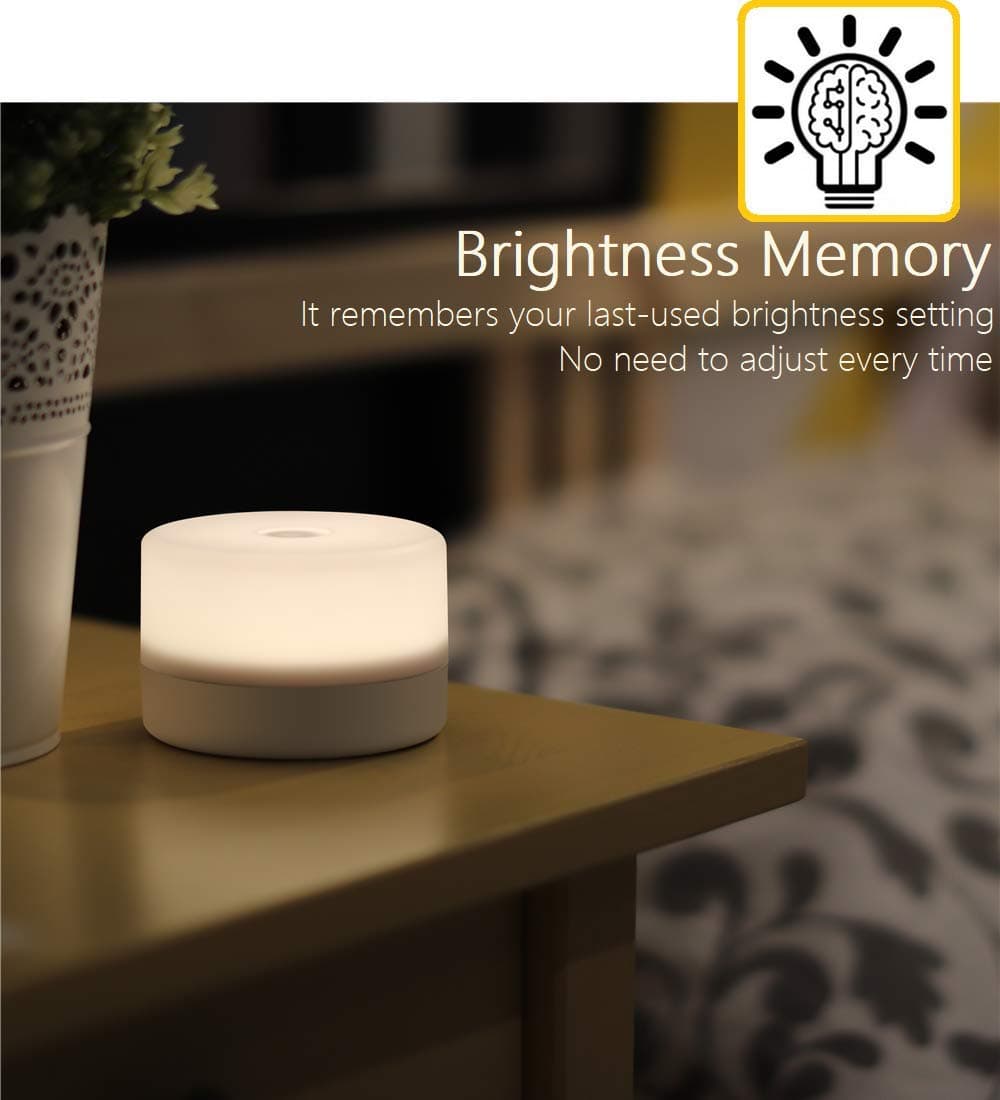 Brightness Memory
It remembers your last-used brightness setting
No need to adjust every time